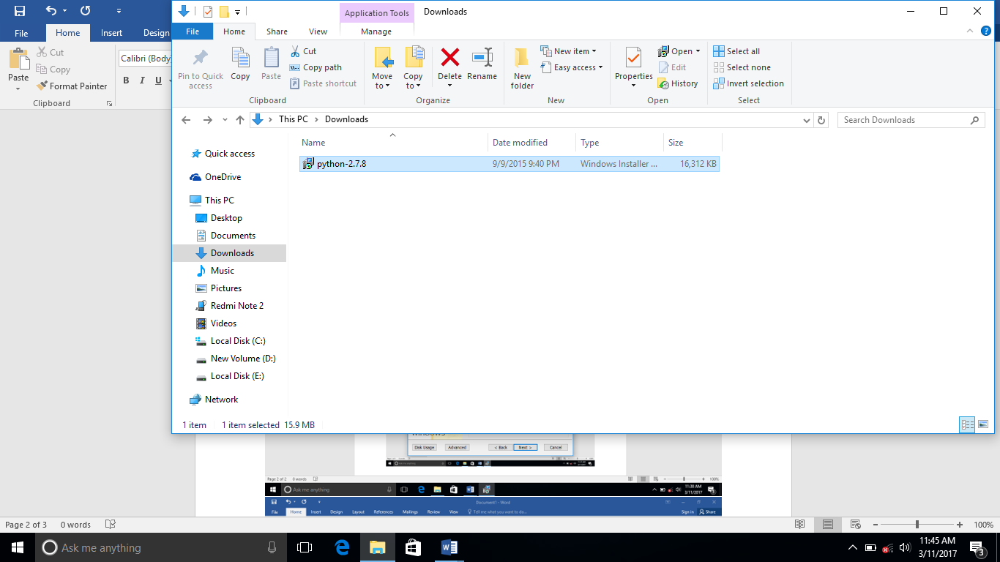 Application Tools Downloads
File Home Insert Design
File Home Share View Manage
Calibri (Body
Paste Cut
Copy
Format Painter
B I U
Clipboard
Pin to Quick access
Copy
Paste
Cut
Copy path
Paste shortcut
Clipboard
Move to
Copy to
Delete
Rename
Organize
New folder
New item
Easy access
New
Properties
Open
Edit
History
Open
Select all
Select none
Invert selection
Select
This PC > Downloads
Search Downloads
Name Date modified Type Size
python-2.7.8 9/9/2015 9:40 PM Windows Installer ... 16,312 KB
Quick access
OneDrive
This PC
Desktop
Documents
Downloads
Music
Pictures
Redmi Note 2
Videos
Local Disk (C:)
New Volume (D:)
Local Disk (E:)
Network
1 item 1 item selected 15.9 MB
Disk Usage Advanced < Back Next > Cancel
Page 2 of 2 0 words 100%
Ask me anything 11:38 AM
3/11/2017
Document1 - Word
File Home Insert Design Layout References Mailings Review View Tell me what you want to do... Sign in Share
Page 2 of 3 0 words 100%
Ask me anything 11:45 AM
3/11/2017
3